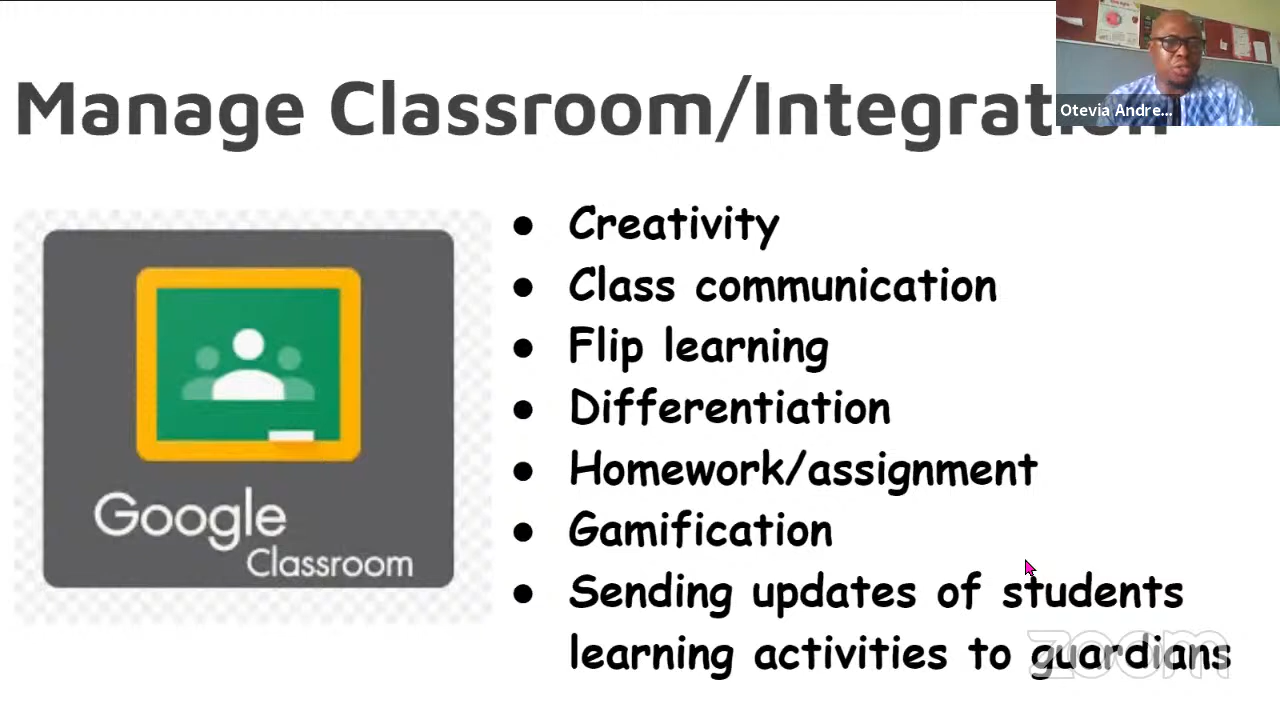 Manage Classroom/Integration
Otevia Andre...
Creativity
Class communication
Flip learning
Differentiation
Homework/assignment
Gamification
Sending updates of students
learning activities to guardians
Google
Classroom
zoom